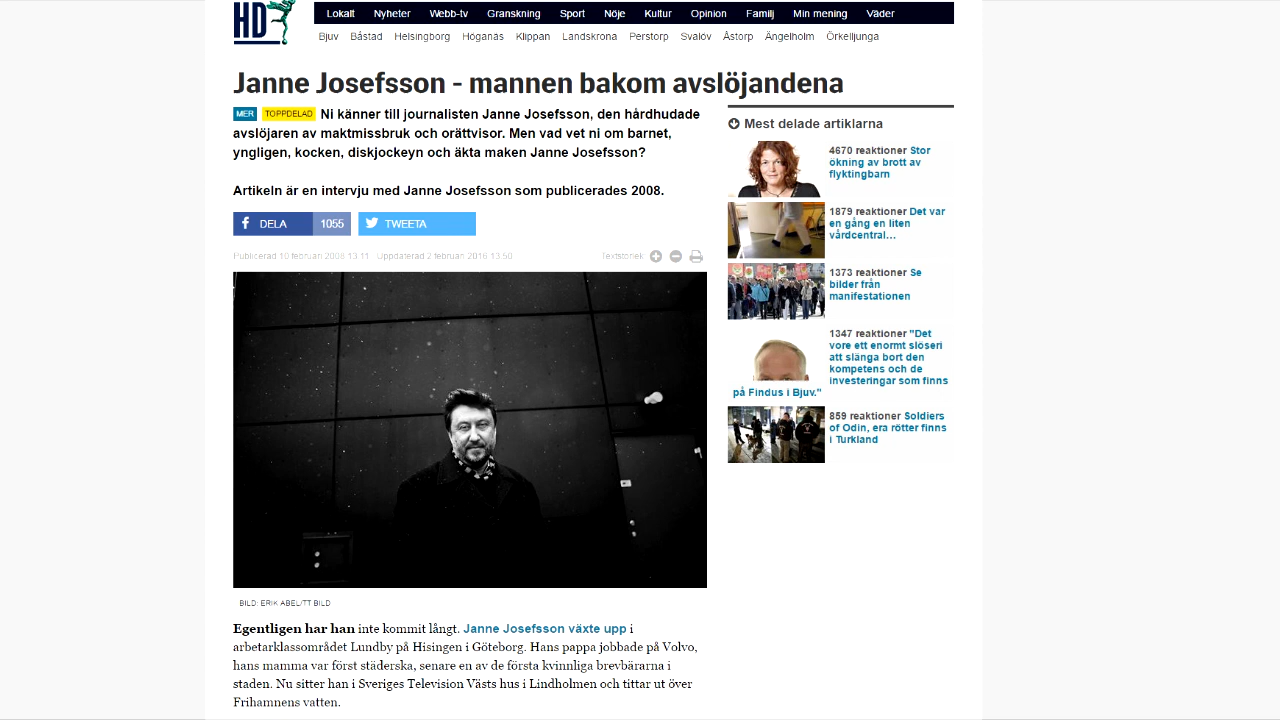 HD
Lokalt Nyheter Webb-tv Granskning Sport Nöje Kultur Opinion Familj Min mening Väder
Bjuv Båstad Helsingborg Höganäs Klippan Landskrona Perstorp Svalöv Åstorp Ängelholm Örkelljunga
Janne Josefsson - mannen bakom avslöjandena
MER TOPPDELAD Ni känner till journalisten Janne Josefsson, den hårdhudade
avslöjaren av maktmissbruk och orättvisor. Men vad vet ni om barnet,
yngligen, kocken, diskjockeyn och äkta maken Janne Josefsson?
Artikeln är en intervju med Janne Josefsson som publicerades 2008.
DELA 1055 TWEETA
Publicerad 10 februari 2008 13.11 Uppdaterad 2 februari 2016 13.50 Textstorlek
BILD: ERIK ABEL/TT BILD
Egentligen har han inte kommit långt. Janne Josefsson växte upp i
arbetarklassområdet Lundby på Hisingen i Göteborg. Hans pappa jobbade på Volvo,
hans mamma var först städerska, senare en av de första kvinnliga brevbärarna i
staden. Nu sitter han i Sveriges Television Västs hus i Lindholmen och tittar ut över
Frihamnens vatten.
Mest delade artiklarna
4670 reaktioner Stor
ökning av brott av
flyktingbarn
1879 reaktioner Det var
en gång en liten
vårdcentral...
1373 reaktioner Se
bilder från
manifestationen
1347 reaktioner "Det
vore ett enormt slöseri
att slänga bort den
kompetens och de
investeringar som finns
på Findus i Bjuv."
859 reaktioner Soldiers
of Odin, era rötter finns
i Turkland